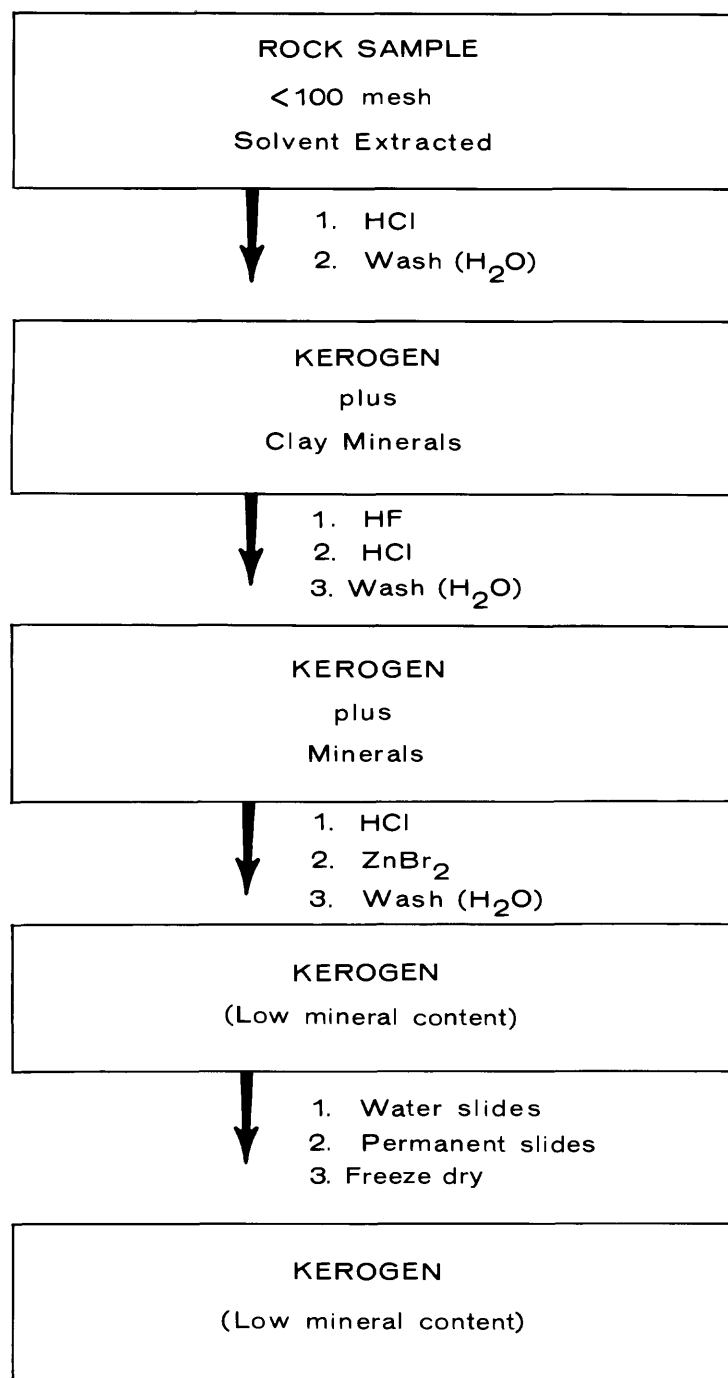 ROCK SAMPLE
<100 mesh
Solvent Extracted
1. HCl
2. Wash (H₂O)
KEROGEN
plus
Clay Minerals
1. HF
2. HCl
3. Wash (H₂O)
KEROGEN
plus
Minerals
1. HCl
2. ZnBr₂
3. Wash (H₂O)
KEROGEN
(Low mineral content)
1. Water slides
2. Permanent slides
3. Freeze dry
KEROGEN
(Low mineral content)